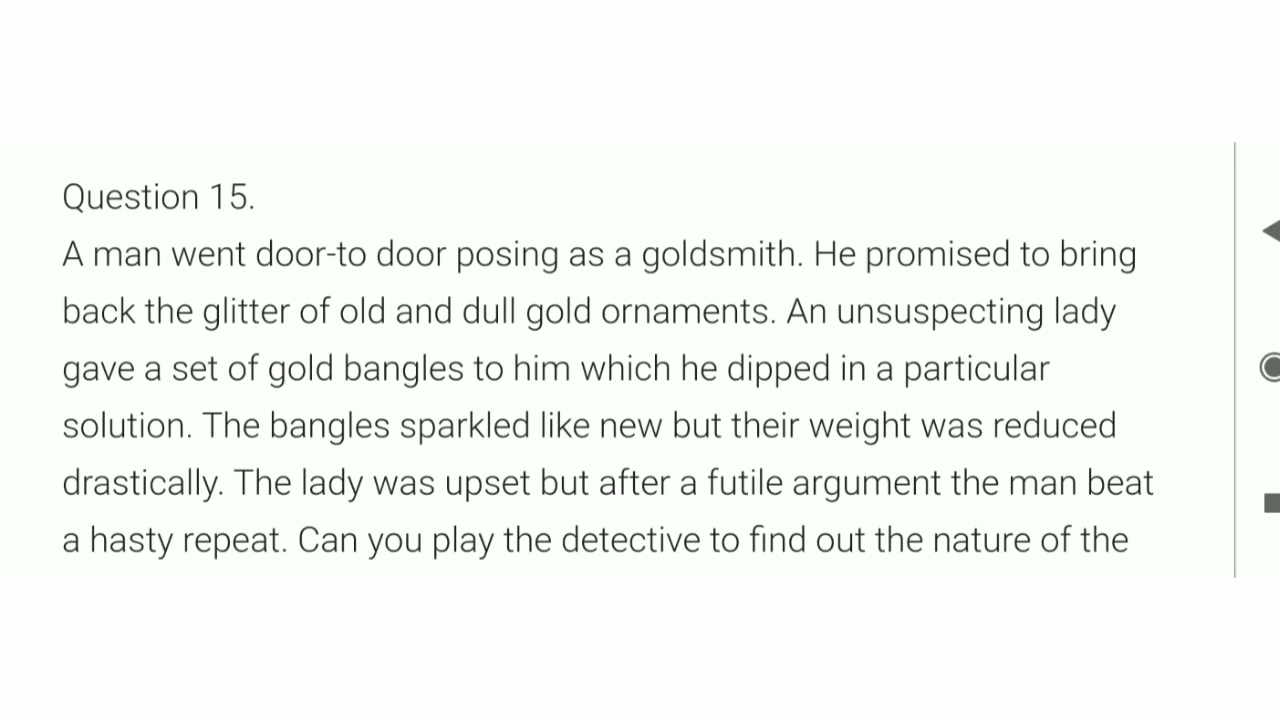 Question 15.
A man went door-to door posing as a goldsmith. He promised to bring
back the glitter of old and dull gold ornaments. An unsuspecting lady
gave a set of gold bangles to him which he dipped in a particular
solution. The bangles sparkled like new but their weight was reduced
drastically. The lady was upset but after a futile argument the man beat
a hasty repeat. Can you play the detective to find out the nature of the